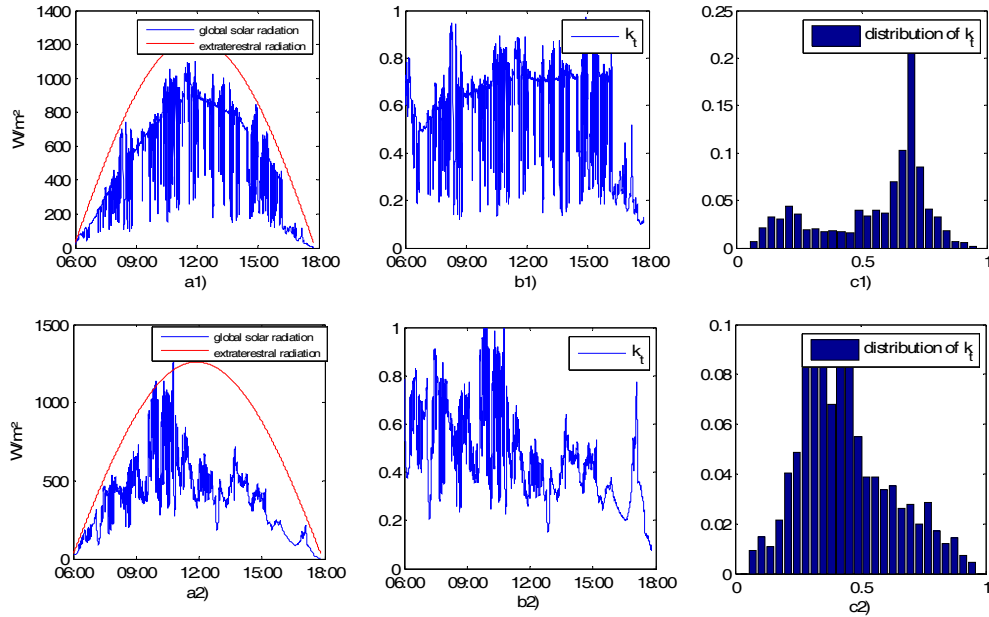 1400
1200
1000
800
600
400
200
0
W/m²
global solar radiation
extraterestral radiation
06:00 09:00 12:00 15:00 18:00
a1)
1
0.8
0.6
0.4
0.2
0
k_t
06:00 09:00 12:00 15:00 18:00
b1)
0.25
0.2
0.15
0.1
0.05
0
distribution of k_t
0 0.5 1
c1)
1500
1000
500
0
W/m²
global solar radiation
extraterestral radiation
06:00 09:00 12:00 15:00 18:00
a2)
1
0.8
0.6
0.4
0.2
0
k_t
06:00 09:00 12:00 15:00 18:00
b2)
0.1
0.08
0.06
0.04
0.02
0
distribution of k_t
0 0.5 1
c2)